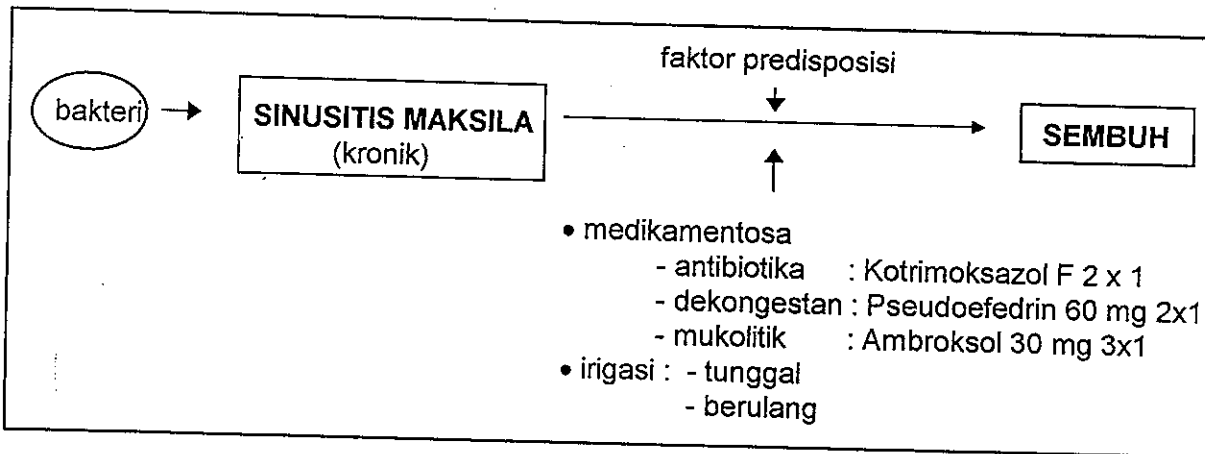 faktor predisposisi
bakteri
SINUSITIS MAKSILA
(kronik)
SEMBUH
• medikamentosa
- antibiotika : Kotrimoksazol F 2 x 1
- dekongestan : Pseudoefedrin 60 mg 2x1
- mukolitik : Ambroksol 30 mg 3x1
• irigasi : - tunggal
- berulang